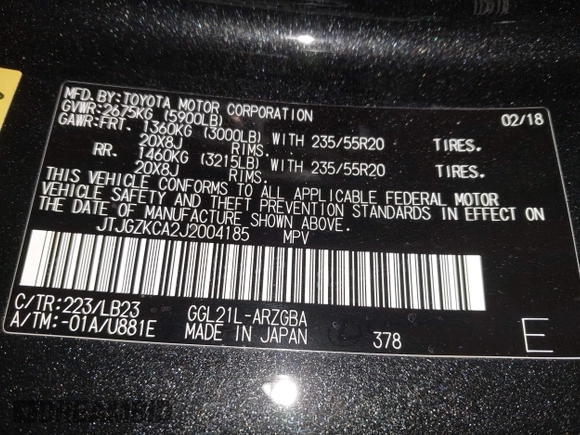 MFD.BY:TOYOTA MOTOR CORPORATION 02/18
GVWR:2675KG (5900LB)
GAWR:FRT. 1360KG (3000LB) WITH 235/55R20 TIRES.
20X8J RIMS.
RR. 1460KG (3215LB) WITH 235/55R20 TIRES.
20X8J RIMS.
THIS VEHICLE CONFORMS TO ALL APPLICABLE FEDERAL MOTOR
VEHICLE SAFETY AND THEFT PREVENTION STANDARDS IN EFFECT ON
THE DATE OF MANUFACTURE SHOWN ABOVE.
JTJGZKCA2J2004185 MPV
C/TR:223/LB23 GGL21L-ARZGBA
A/TM:-01A/U881E MADE IN JAPAN 378 E